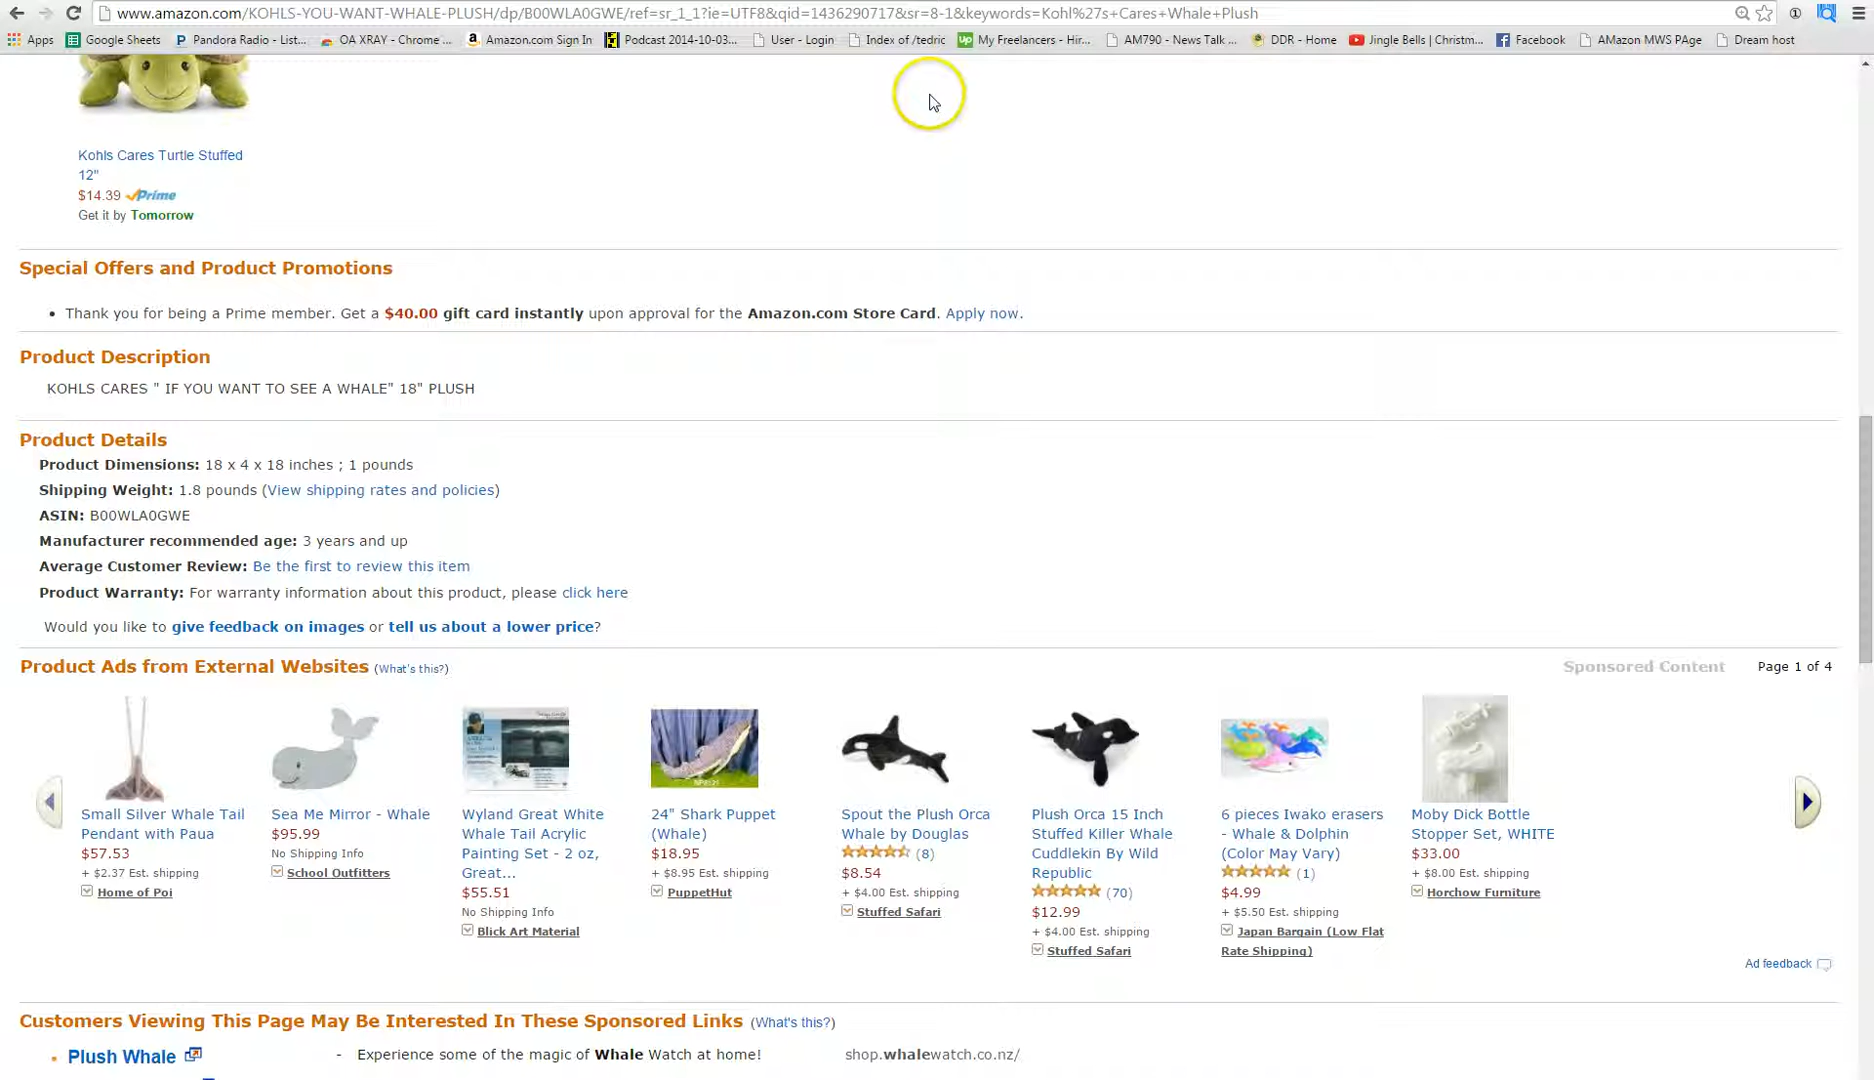 www.amazon.com/KOHLS-YOU-WANT-WHALE-PLUSH/dp/B00WLA0GWE/ref=sr_1_1?ie=UTF8&qid=1436290717&sr=8-1&keywords=Kohl%27s+Cares+Whale+Plush
Apps Google Sheets Pandora Radio - List... OA XRAY - Chrome ... Amazon.com Sign In Podcast 2014-10-03... User - Login Index of /tedric My Freelancers - Hir... AM790 - News Talk ... DDR - Home Jingle Bells | Christm... Facebook AMazon MWS PAge Dream host
Kohls Cares Turtle Stuffed
12"
$14.39 Prime
Get it by Tomorrow
Special Offers and Product Promotions
• Thank you for being a Prime member. Get a $40.00 gift card instantly upon approval for the Amazon.com Store Card. Apply now.
Product Description
KOHLS CARES " IF YOU WANT TO SEE A WHALE" 18" PLUSH
Product Details
Product Dimensions: 18 x 4 x 18 inches ; 1 pounds
Shipping Weight: 1.8 pounds (View shipping rates and policies)
ASIN: B00WLA0GWE
Manufacturer recommended age: 3 years and up
Average Customer Review: Be the first to review this item
Product Warranty: For warranty information about this product, please click here
Would you like to give feedback on images or tell us about a lower price?
Product Ads from External Websites (What's this?) Sponsored Content Page 1 of 4
Small Silver Whale Tail
Pendant with Paua
$57.53
+ $2.37 Est. shipping
Home of Poi
Sea Me Mirror - Whale
$95.99
No Shipping Info
School Outfitters
Wyland Great White
Whale Tail Acrylic
Painting Set - 2 oz,
Great...
$55.51
No Shipping Info
Blick Art Material
24" Shark Puppet
(Whale)
$18.95
+ $8.95 Est. shipping
PuppetHut
Spout the Plush Orca
Whale by Douglas
(8)
$8.54
+ $4.00 Est. shipping
Stuffed Safari
Plush Orca 15 Inch
Stuffed Killer Whale
Cuddlekin By Wild
Republic
(70)
$12.99
+ $4.00 Est. shipping
Stuffed Safari
6 pieces Iwako erasers
- Whale & Dolphin
(Color May Vary)
(1)
$4.99
+ $5.50 Est. shipping
Japan Bargain (Low Flat
Rate Shipping)
Moby Dick Bottle
Stopper Set, WHITE
$33.00
+ $8.00 Est. shipping
Horchow Furniture
Ad feedback
Customers Viewing This Page May Be Interested In These Sponsored Links (What's this?)
Plush Whale - Experience some of the magic of Whale Watch at home! shop.whalewatch.co.nz/